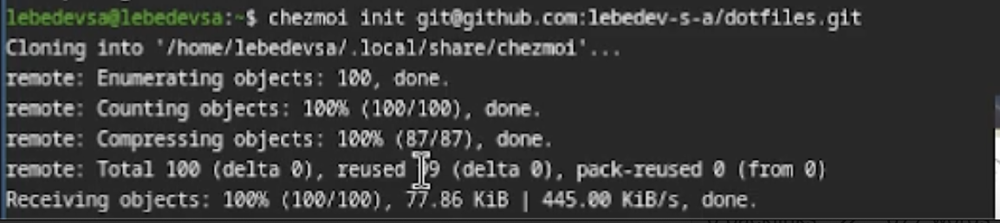 lebedevsa@lebedevsa:~$ chezmoi init git@github.com:lebedev-s-a/dotfiles.git
Cloning into '/home/lebedevsa/.local/share/chezmoi'...
remote: Enumerating objects: 100, done.
remote: Counting objects: 100% (100/100), done.
remote: Compressing objects: 100% (87/87), done.
remote: Total 100 (delta 0), reused (delta 0), pack-reused 0 (from 0)
Receiving objects: 100% (100/100), 77.86 KiB | 445.00 KiB/s, done.